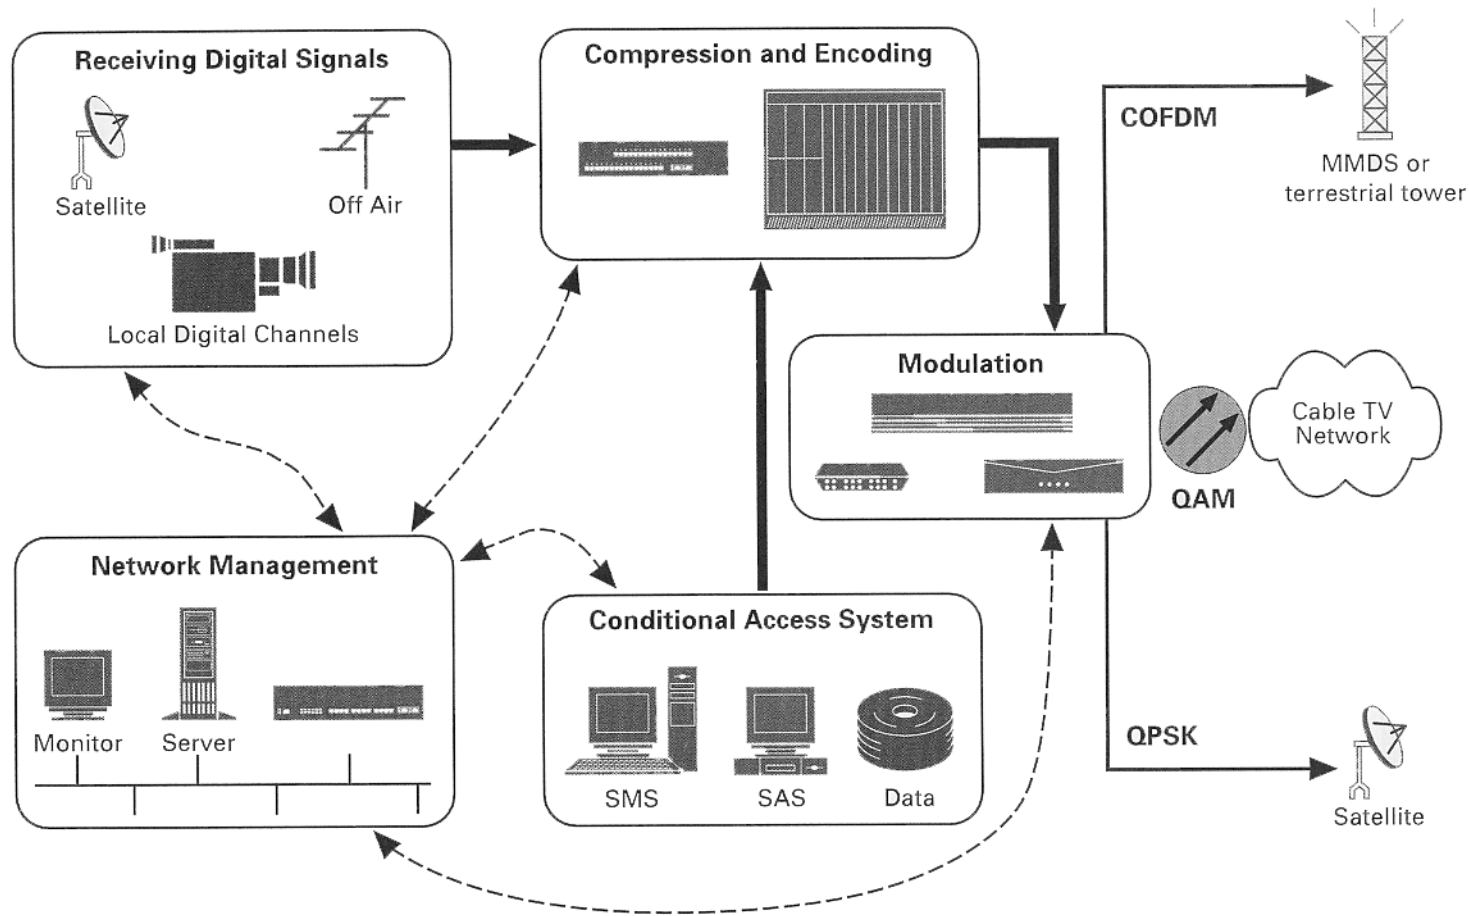 Receiving Digital Signals
Satellite
Off Air
Local Digital Channels
Compression and Encoding
COFDM
MMDS or
terrestrial tower
Modulation
QAM
Cable TV
Network
Network Management
Monitor
Server
Conditional Access System
SMS
SAS
Data
QPSK
Satellite